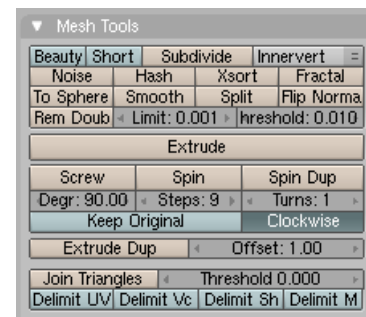 Mesh Tools
Beauty Short Subdivide Innervert
Noise Hash Xsort Fractal
To Sphere Smooth Split Flip Norma
Rem Doub Limit: 0.001 hreshold: 0.010
Extrude
Screw Spin Spin Dup
Degr: 90.00 Steps: 9 Turns: 1
Keep Original Clockwise
Extrude Dup Offset: 1.00
Join Triangles Threshold 0.000
Delimit UV Delimit Vc Delimit Sh Delimit M